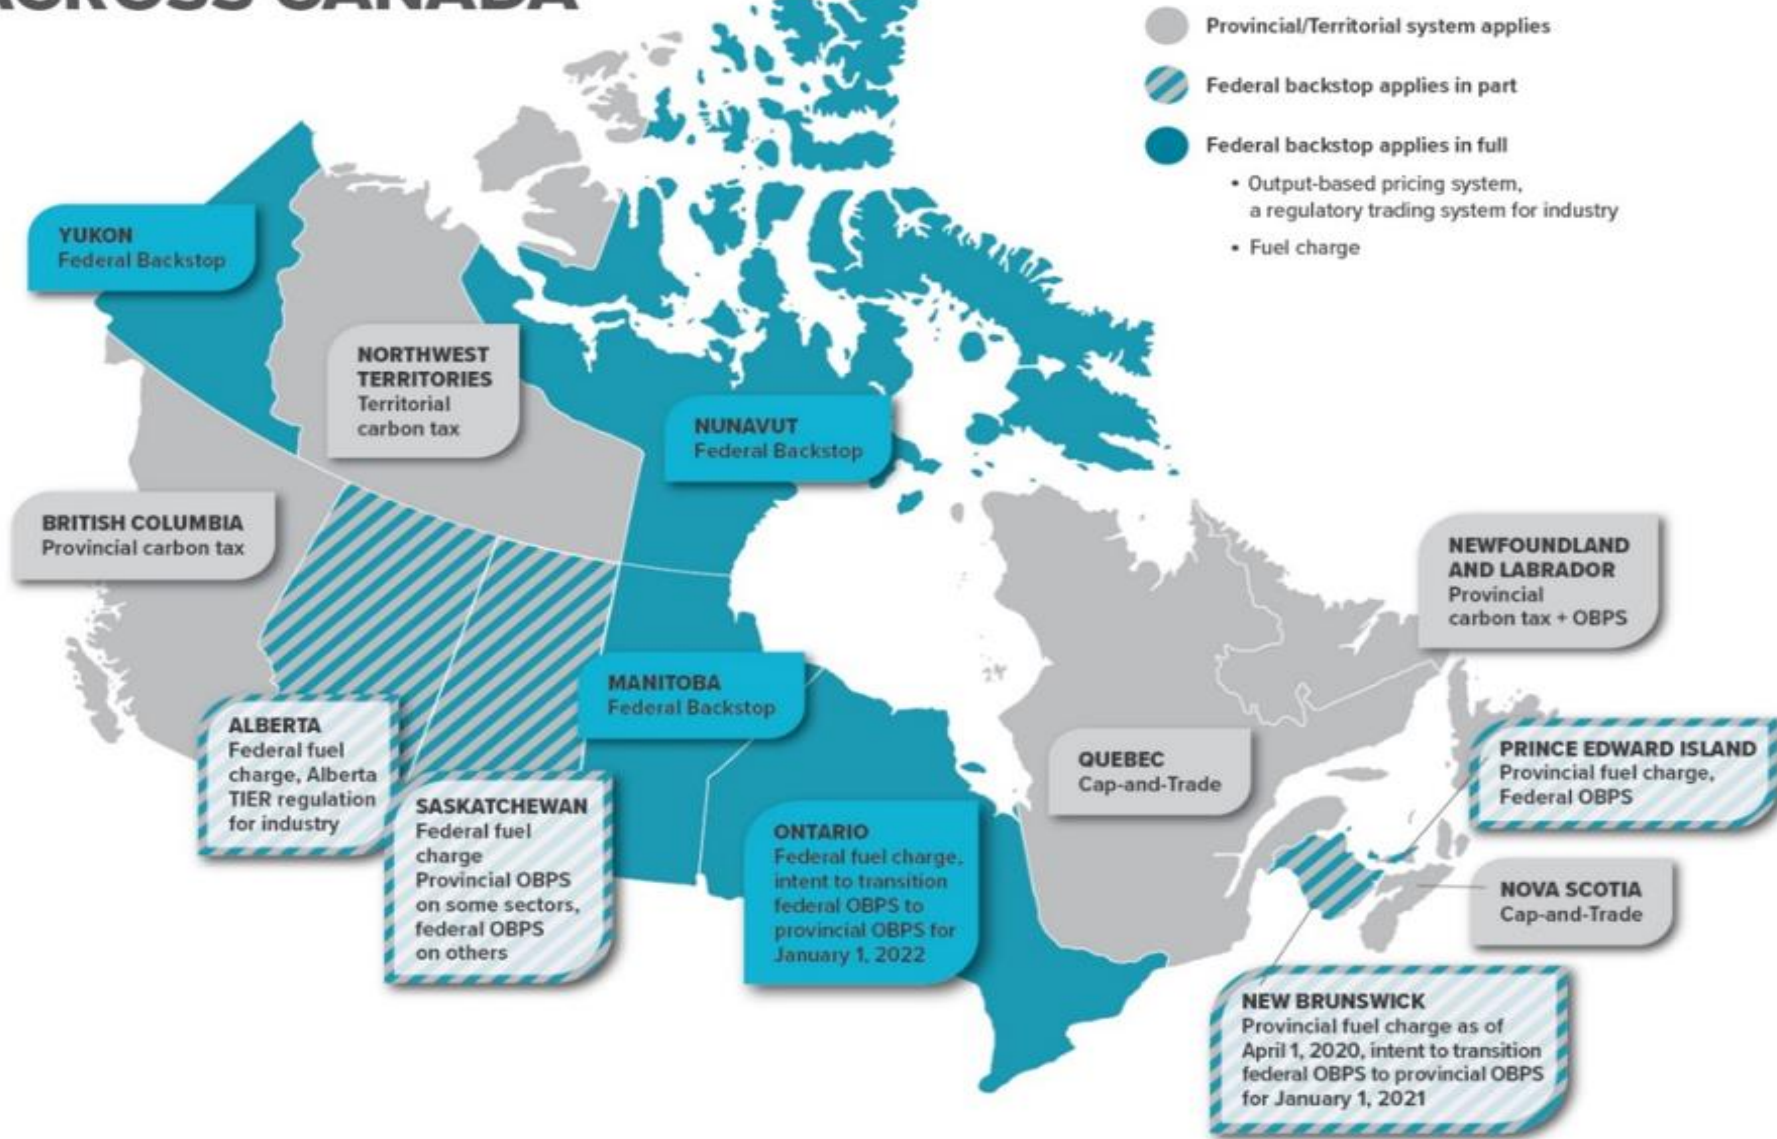 ACROSS CANADA
Provincial/Territorial system applies
Federal backstop applies in part
Federal backstop applies in full
• Output-based pricing system,
a regulatory trading system for industry
• Fuel charge
YUKON
Federal Backstop
NORTHWEST
TERRITORIES
Territorial
carbon tax
NUNAVUT
Federal Backstop
BRITISH COLUMBIA
Provincial carbon tax
NEWFOUNDLAND
AND LABRADOR
Provincial
carbon tax + OBPS
MANITOBA
Federal Backstop
ALBERTA
Federal fuel
charge, Alberta
TIER regulation
for industry
SASKATCHEWAN
Federal fuel
charge
Provincial OBPS
on some sectors,
federal OBPS
on others
ONTARIO
Federal fuel charge,
intent to transition
federal OBPS to
provincial OBPS for
January 1, 2022
QUEBEC
Cap-and-Trade
PRINCE EDWARD ISLAND
Provincial fuel charge,
Federal OBPS
NOVA SCOTIA
Cap-and-Trade
NEW BRUNSWICK
Provincial fuel charge as of
April 1, 2020, intent to transition
federal OBPS to provincial OBPS
for January 1, 2021